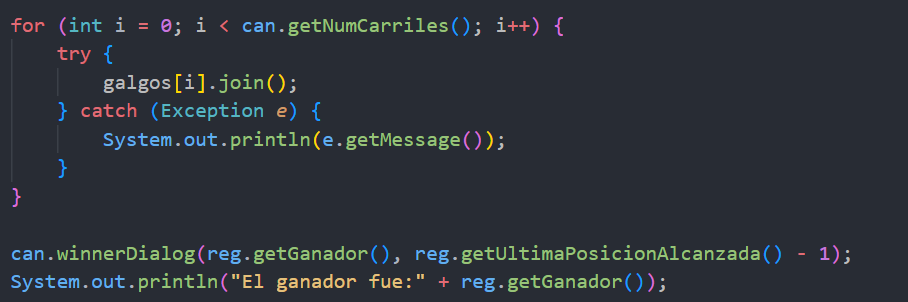 for (int i = 0; i < can.getNumCarriles(); i++) {
    try {
        galgos[i].join();
    } catch (Exception e) {
        System.out.println(e.getMessage());
    }
}

can.winnerDialog(reg.getGanador(), reg.getUltimaPosicionAlcanzada() - 1);
System.out.println("El ganador fue:" + reg.getGanador());